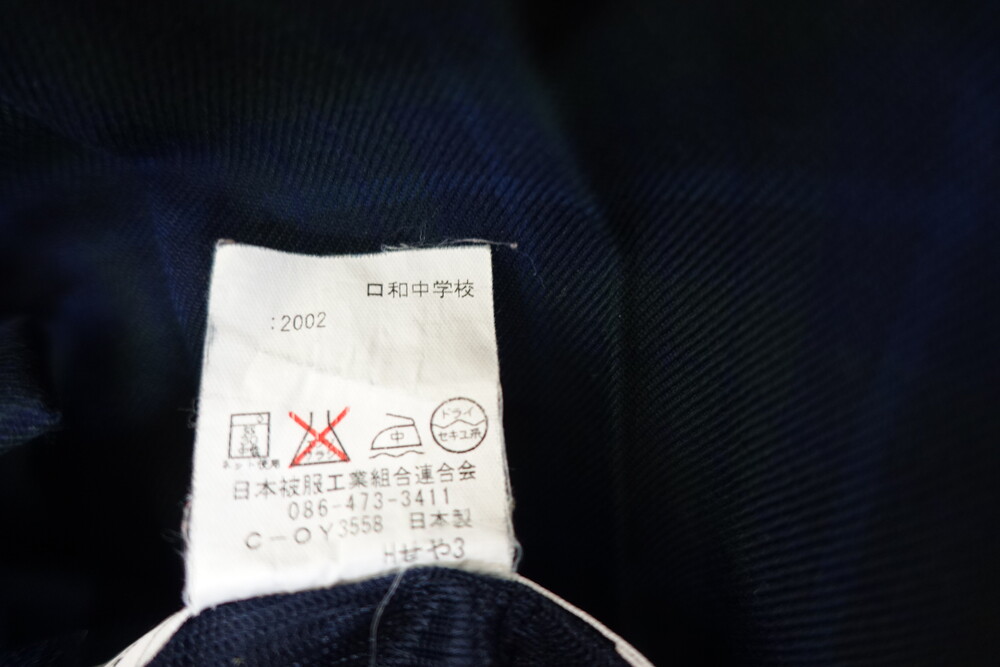 口和中学校
:2002
中
ドライ
セキユ系
ネット使用
日本被服工業組合連合会
086-473-3411
C-OY3558 日本製
Hせや3